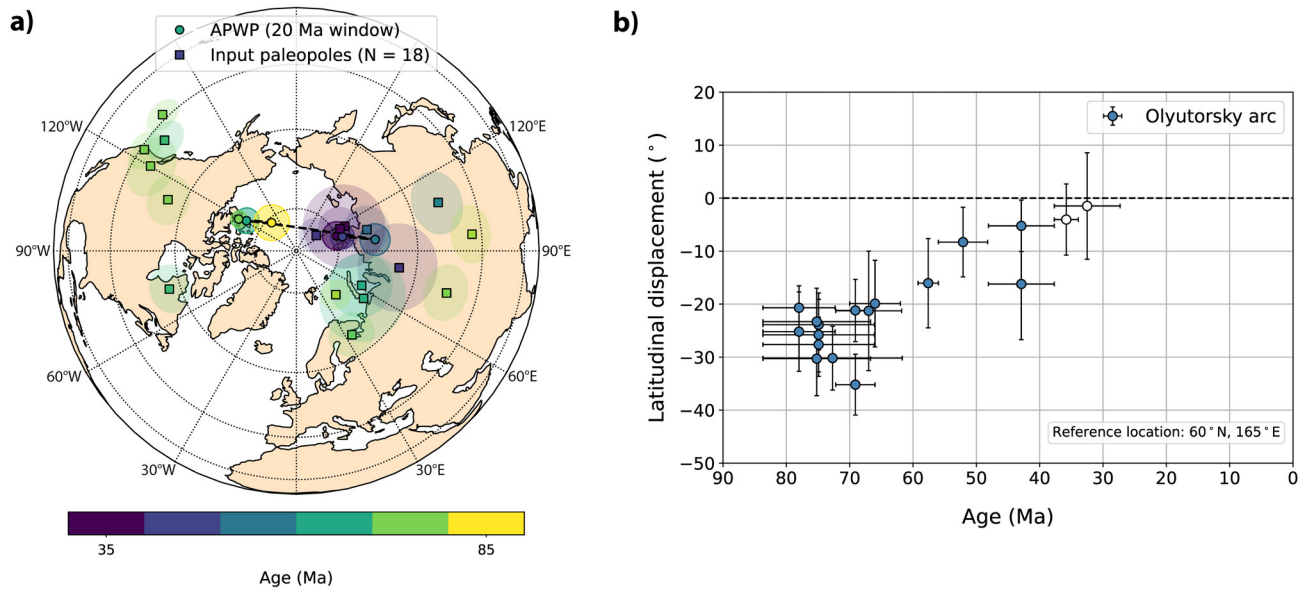 a)
APWP (20 Ma window)
Input paleopoles (N = 18)
120°W
120°E
90°W
90°E
60°W
60°E
30°W
30°E
35
85
Age (Ma)
b)
Latitudinal displacement (°)
20
10
0
−10
−20
−30
−40
−50
Olyutorsky arc
Reference location: 60°N, 165°E
90
80
70
60
50
40
30
20
10
0
Age (Ma)